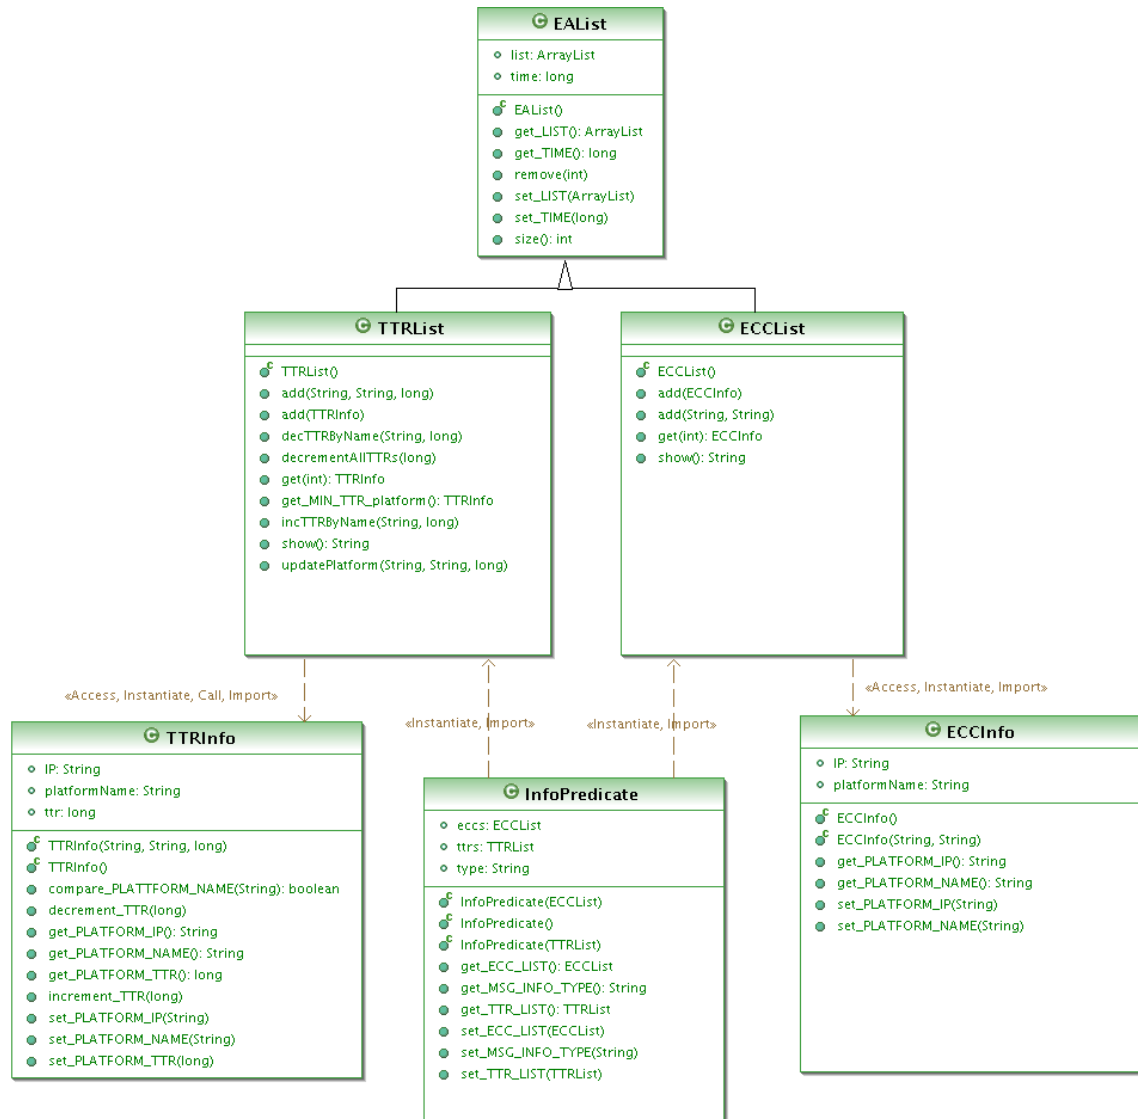 EAList
list: ArrayList
time: long
EAList()
get_LIST(): ArrayList
get_TIME(): long
remove(int)
set_LIST(ArrayList)
set_TIME(long)
size(): int
TTRList
TTRList()
add(String, String, long)
add(TTRInfo)
decTTRByName(String, long)
decrementAllTTRs(long)
get(int): TTRInfo
get_MIN_TTR_platform(): TTRInfo
incTTRByName(String, long)
show(): String
updatePlatform(String, String, long)
ECCList
ECCList()
add(ECCInfo)
add(String, String)
get(int): ECCInfo
show(): String
«Access, Instantiate, Call, Import»
«Instantiate, Import»
«Instantiate, Import»
«Access, Instantiate, Import»
TTRInfo
IP: String
platformName: String
ttr: long
TTRInfo(String, String, long)
TTRInfo()
compare_PLATTFORM_NAME(String): boolean
decrement_TTR(long)
get_PLATFORM_IP(): String
get_PLATFORM_NAME(): String
get_PLATFORM_TTR(): long
increment_TTR(long)
set_PLATFORM_IP(String)
set_PLATFORM_NAME(String)
set_PLATFORM_TTR(long)
InfoPredicate
eccs: ECCList
ttrs: TTRList
type: String
InfoPredicate(ECCList)
InfoPredicate()
InfoPredicate(TTRList)
get_ECC_LIST(): ECCList
get_MSG_INFO_TYPE(): String
get_TTR_LIST(): TTRList
set_ECC_LIST(ECCList)
set_MSG_INFO_TYPE(String)
set_TTR_LIST(TTRList)
ECCInfo
IP: String
platformName: String
ECCInfo()
ECCInfo(String, String)
get_PLATFORM_IP(): String
get_PLATFORM_NAME(): String
set_PLATFORM_IP(String)
set_PLATFORM_NAME(String)